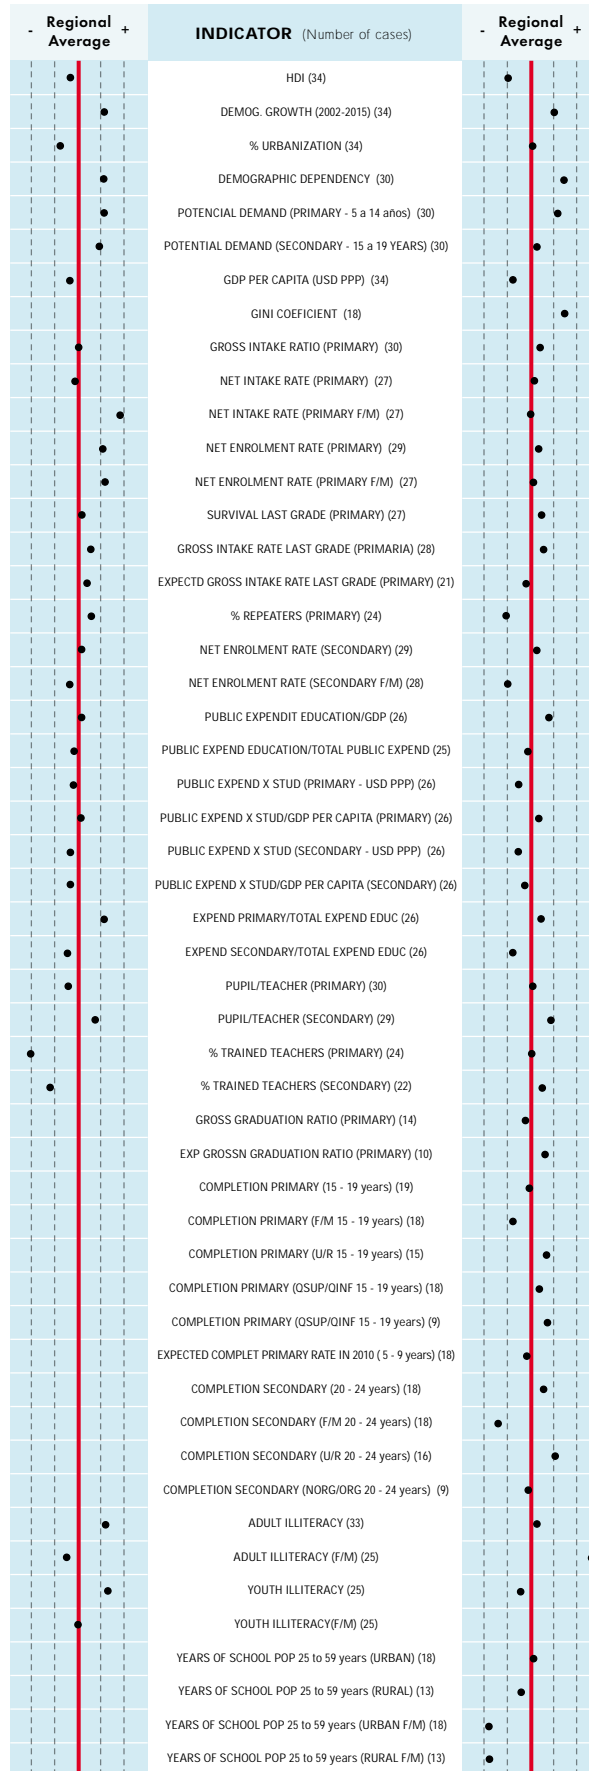 - Regional Average +
INDICATOR (Number of cases)
- Regional Average +
HDI (34)
DEMOG. GROWTH (2002-2015) (34)
% URBANIZATION (34)
DEMOGRAPHIC DEPENDENCY (30)
POTENCIAL DEMAND (PRIMARY - 5 a 14 años) (30)
POTENTIAL DEMAND (SECONDARY - 15 a 19 YEARS) (30)
GDP PER CAPITA (USD PPP) (34)
GINI COEFICIENT (18)
GROSS INTAKE RATIO (PRIMARY) (30)
NET INTAKE RATE (PRIMARY) (27)
NET INTAKE RATE (PRIMARY F/M) (27)
NET ENROLMENT RATE (PRIMARY) (29)
NET ENROLMENT RATE (PRIMARY F/M) (27)
SURVIVAL LAST GRADE (PRIMARY) (27)
GROSS INTAKE RATE LAST GRADE (PRIMARIA) (28)
EXPECTD GROSS INTAKE RATE LAST GRADE (PRIMARY) (21)
% REPEATERS (PRIMARY) (24)
NET ENROLMENT RATE (SECONDARY) (29)
NET ENROLMENT RATE (SECONDARY F/M) (28)
PUBLIC EXPENDIT EDUCATION/GDP (26)
PUBLIC EXPEND EDUCATION/TOTAL PUBLIC EXPEND (25)
PUBLIC EXPEND X STUD (PRIMARY - USD PPP) (26)
PUBLIC EXPEND X STUD/GDP PER CAPITA (PRIMARY) (26)
PUBLIC EXPEND X STUD (SECONDARY - USD PPP) (26)
PUBLIC EXPEND X STUD/GDP PER CAPITA (SECONDARY) (26)
EXPEND PRIMARY/TOTAL EXPEND EDUC (26)
EXPEND SECONDARY/TOTAL EXPEND EDUC (26)
PUPIL/TEACHER (PRIMARY) (30)
PUPIL/TEACHER (SECONDARY) (29)
% TRAINED TEACHERS (PRIMARY) (24)
% TRAINED TEACHERS (SECONDARY) (22)
GROSS GRADUATION RATIO (PRIMARY) (14)
EXP GROSSN GRADUATION RATIO (PRIMARY) (10)
COMPLETION PRIMARY (15 - 19 years) (19)
COMPLETION PRIMARY (F/M 15 - 19 years) (18)
COMPLETION PRIMARY (U/R 15 - 19 years) (15)
COMPLETION PRIMARY (QSUP/QINF 15 - 19 years) (18)
COMPLETION PRIMARY (QSUP/QINF 15 - 19 years) (9)
EXPECTED COMPLET PRIMARY RATE IN 2010 ( 5 - 9 years) (18)
COMPLETION SECONDARY (20 - 24 years) (18)
COMPLETION SECONDARY (F/M 20 - 24 years) (18)
COMPLETION SECONDARY (U/R 20 - 24 years) (16)
COMPLETION SECONDARY (NORG/ORG 20 - 24 years) (9)
ADULT ILLITERACY (33)
ADULT ILLITERACY (F/M) (25)
YOUTH ILLITERACY (25)
YOUTH ILLITERACY(F/M) (25)
YEARS OF SCHOOL POP 25 to 59 years (URBAN) (18)
YEARS OF SCHOOL POP 25 to 59 years (RURAL) (13)
YEARS OF SCHOOL POP 25 to 59 years (URBAN F/M) (18)
YEARS OF SCHOOL POP 25 to 59 years (RURAL F/M) (13)